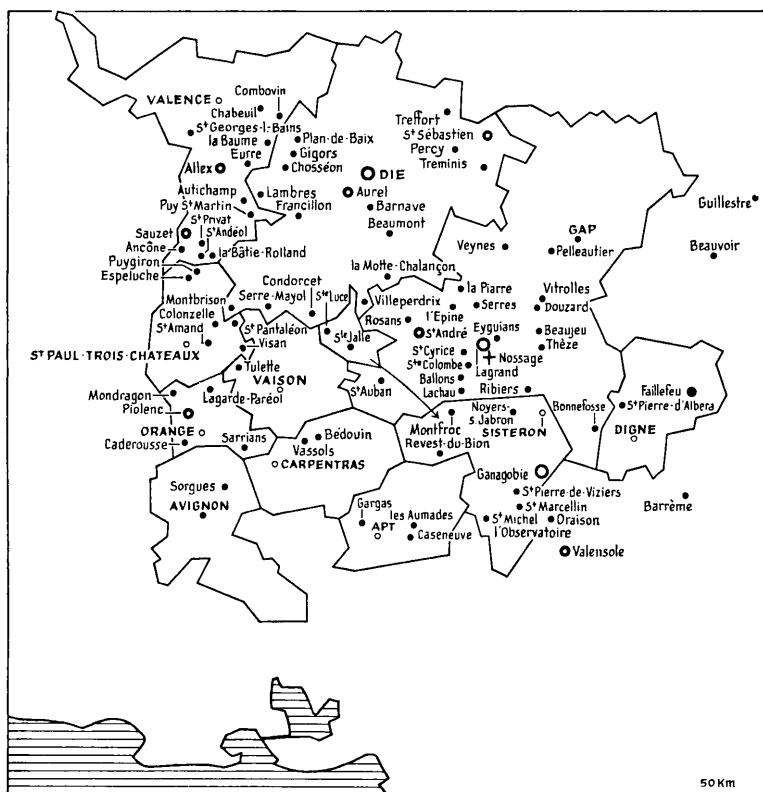 Combovin
VALENCE
Chabeuil
Treffort
St Georges-l-Bains
St Sébastien
la Baume
Plan-de-Baix
Percy
Eurre
Gigors
Treminis
Allex
Chosséon
DIE
Aurel
Autichamp
Lambres
Guillestre
Puy St Martin
Francillon
Barnave
St Privat
Sauzet
St Andéol
Beaumont
GAP
Ancône
Veynes
Pelleautier
Beauvoir
la Bâtie-Rolland
Puygiron
la Motte-Chalançon
Espeluche
Condorcet
la Piarre
Montbrison
Serre-Mayol
Ste Luce
Villeperdrix
Vitrolles
Colonzelle
l'Epine
Serres
Douzard
St Amand
St Pantaléon
Rosans
St André
Eyguians
Beaujeu
ST PAUL-TROIS-CHATEAUX
Visan
Ste Jalle
St Cyrice
Nossage
Thèze
Tulette
Ste Colombe
Lagrand
VAISON
Ballons
Faillefeu
Mondragon
Lagarde-Paréol
St Auban
Lachau
Ribiers
St Pierre-d'Albera
Piolenc
Noyers-
s. Jabron
Bonnefosse
ORANGE
Bédouin
Montfroc
SISTERON
DIGNE
Caderousse
Sarrians
Vassols
Revest-du-Bion
CARPENTRAS
Ganagobie
Sorgues
Gargas
St Pierre-de-Viziers
Barrème
AVIGNON
les Aumades
St Marcellin
APT
Caseneuve
St Michel
l'Observatoire
Oraison
Valensole
50 Km